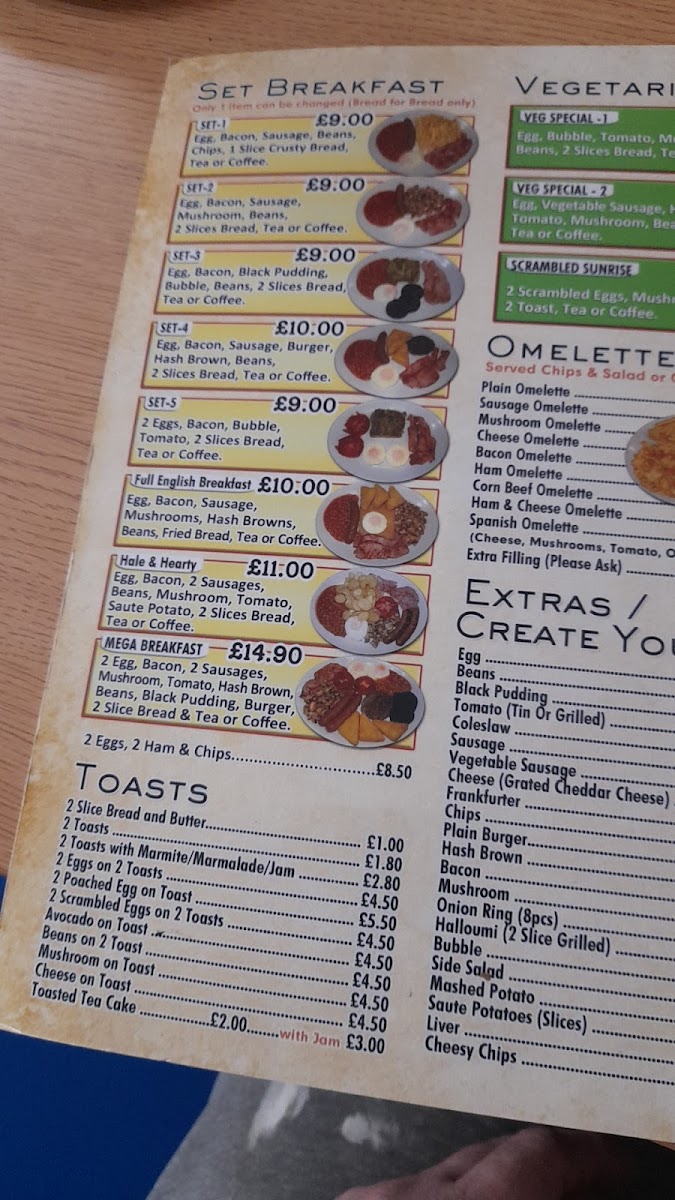 SET BREAKFAST
Only 1 item can be changed (Bread for Bread only)
SET-1 £9.00
Egg, Bacon, Sausage, Beans,
Chips, 1 Slice Crusty Bread,
Tea or Coffee.
SET-2 £9.00
Egg, Bacon, Sausage,
Mushroom, Beans,
2 Slices Bread, Tea or Coffee.
SET-3 £9.00
Egg, Bacon, Black Pudding,
Bubble, Beans, 2 Slices Bread,
Tea or Coffee.
SET-4 £10.00
Egg, Bacon, Sausage, Burger,
Hash Brown, Beans,
2 Slices Bread, Tea or Coffee.
SET-5 £9.00
2 Eggs, Bacon, Bubble,
Tomato, 2 Slices Bread,
Tea or Coffee.
Full English Breakfast £10.00
Egg, Bacon, Sausage,
Mushrooms, Hash Browns,
Beans, Fried Bread, Tea or Coffee.
Hale & Hearty £11.00
Egg, Bacon, 2 Sausages,
Beans, Mushroom, Tomato,
Saute Potato, 2 Slices Bread,
Tea or Coffee.
MEGA BREAKFAST £14.90
2 Egg, Bacon, 2 Sausages,
Mushroom, Tomato, Hash Brown,
Beans, Black Pudding, Burger,
2 Slice Bread & Tea or Coffee.
2 Eggs, 2 Ham & Chips............................£8.50
TOASTS
2 Slice Bread and Butter................................ £1.00
2 Toasts ................................ £1.80
2 Toasts with Marmite/Marmalade/Jam ............ £2.80
2 Eggs on 2 Toasts ................................ £4.50
2 Poached Egg on Toast ................................ £5.50
2 Scrambled Eggs on 2 Toasts ........................ £4.50
Avocado on Toast ................................ £4.50
Beans on 2 Toast ................................ £4.50
Mushroom on Toast ................................ £4.50
Cheese on Toast ................................ £4.50
Toasted Tea Cake ................£2.00........with Jam £3.00
VEGETARI
VEG SPECIAL -1
Egg, Bubble, Tomato, M
Beans, 2 Slices Bread, Te
VEG SPECIAL - 2
Egg, Vegetable Sausage, H
Tomato, Mushroom, Bea
Tea or Coffee.
SCRAMBLED SUNRISE
2 Scrambled Eggs, Mush
2 Toast, Tea or Coffee.
OMELETTE
Served Chips & Salad or
Plain Omelette ................
Sausage Omelette ................
Mushroom Omelette ................
Cheese Omelette ................
Bacon Omelette ................
Ham Omelette ................
Corn Beef Omelette ................
Ham & Cheese Omelette ............
Spanish Omelette ................
(Cheese, Mushrooms, Tomato, O
Extra Filling (Please Ask) ............
EXTRAS /
CREATE YOU
Egg ................................
Beans ................................
Black Pudding ................................
Tomato (Tin Or Grilled) ................
Coleslaw ................................
Sausage ................................
Vegetable Sausage ................
Cheese (Grated Cheddar Cheese)
Frankfurter ................................
Chips ................................
Plain Burger................................
Hash Brown ................................
Bacon ................................
Mushroom ................................
Onion Ring (8pcs) ................
Halloumi (2 Slice Grilled) ................
Bubble ................................
Side Salad ................................
Mashed Potato ................................
Saute Potatoes (Slices) ................
Liver ................................
Cheesy Chips ................................